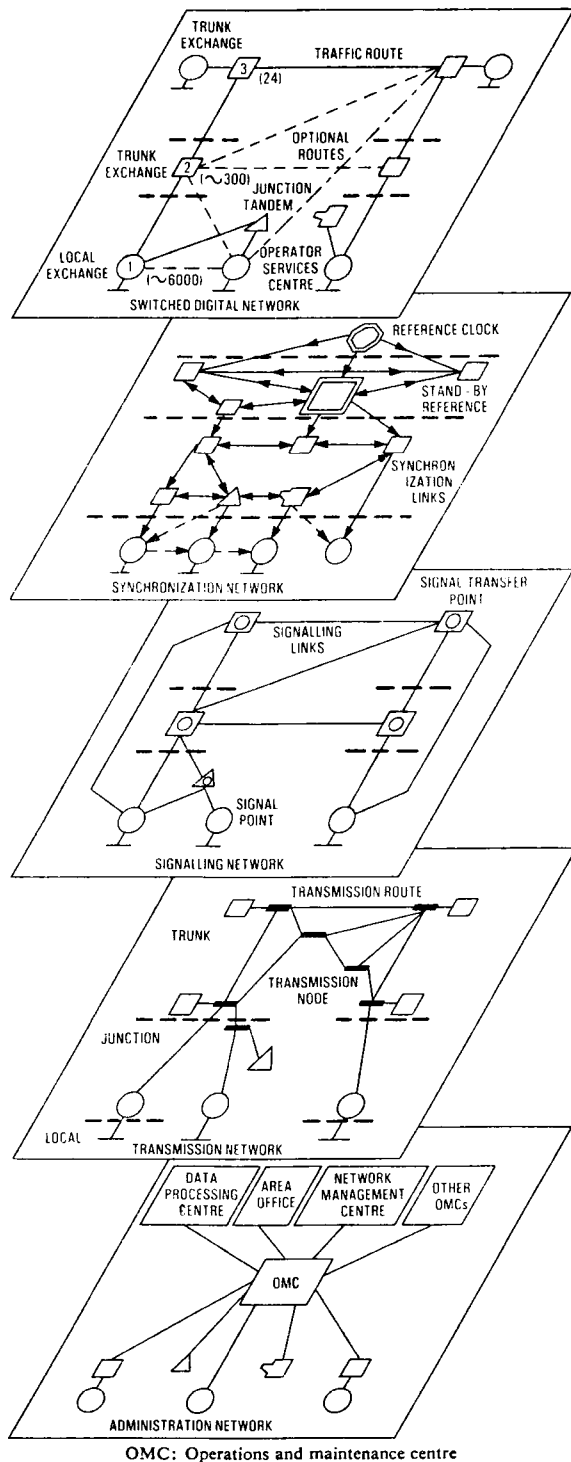 TRUNK
EXCHANGE
TRAFFIC ROUTE
3
(24)
OPTIONAL
ROUTES
TRUNK
EXCHANGE
2
(~300)
JUNCTION
TANDEM
LOCAL
EXCHANGE
1
(~6000)
OPERATOR
SERVICES
CENTRE
SWITCHED DIGITAL NETWORK
REFERENCE CLOCK
STAND-BY
REFERENCE
SYNCHRON
IZATION
LINKS
SYNCHRONIZATION NETWORK
SIGNAL TRANSFER
POINT
SIGNALLING
LINKS
SIGNAL
POINT
SIGNALLING NETWORK
TRANSMISSION ROUTE
TRUNK
TRANSMISSION
NODE
JUNCTION
LOCAL
TRANSMISSION NETWORK
DATA
PROCESSING
CENTRE
AREA
OFFICE
NETWORK
MANAGEMENT
CENTRE
OTHER
OMCs
OMC
ADMINISTRATION NETWORK
OMC: Operations and maintenance centre